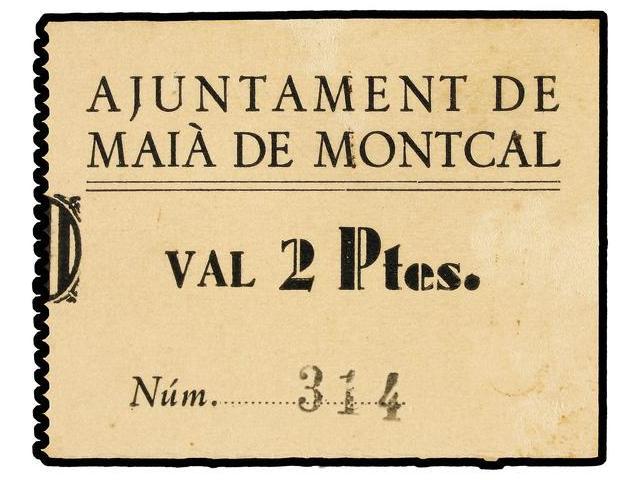 AJUNTAMENT DE
MAIÀ DE MONTCAL
VAL 2 Ptes.
Núm. 314